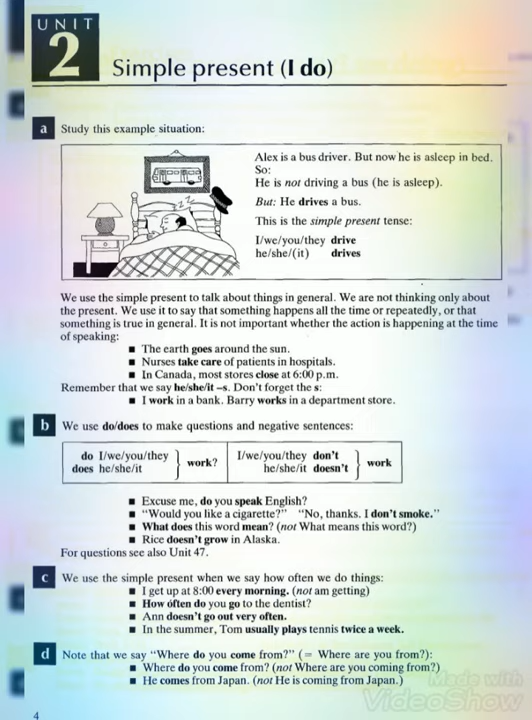 UNIT
2
Simple present (I do)
a Study this example situation:
Alex is a bus driver. But now he is asleep in bed.
So:
He is not driving a bus (he is asleep).
But: He drives a bus.
This is the simple present tense:
I/we/you/they drive
he/she/(it) drives
zzz
We use the simple present to talk about things in general. We are not thinking only about
the present. We use it to say that something happens all the time or repeatedly, or that
something is true in general. It is not important whether the action is happening at the time
of speaking:
■ The earth goes around the sun.
■ Nurses take care of patients in hospitals.
■ In Canada, most stores close at 6:00 p.m.
Remember that we say he/she/it –s. Don't forget the s:
■ I work in a bank. Barry works in a department store.
b We use do/does to make questions and negative sentences:
do I/we/you/they
does he/she/it
work?
I/we/you/they don't
he/she/it doesn't
work
■ Excuse me, do you speak English?
■ "Would you like a cigarette?" "No, thanks. I don't smoke."
■ What does this word mean? (not What means this word?)
■ Rice doesn't grow in Alaska.
For questions see also Unit 47.
c We use the simple present when we say how often we do things:
■ I get up at 8:00 every morning. (not am getting)
■ How often do you go to the dentist?
■ Ann doesn't go out very often.
■ In the summer, Tom usually plays tennis twice a week.
d Note that we say "Where do you come from?" (= Where are you from?):
■ Where do you come from? (not Where are you coming from?)
■ He comes from Japan. (not He is coming from Japan.)
4
Made with
VideoShow